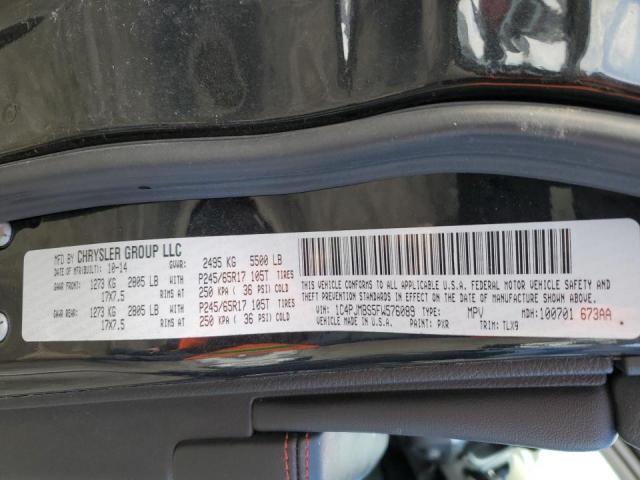 MFD BY CHRYSLER GROUP LLC
DATE OF MFR(BUILT): 10-14 GVWR: 2495 KG 5500 LB
GAWR FRONT: 1273 KG 2805 LB WITH P245/65R17 105T TIRES
17X7.5 RIMS AT 250 KPA ( 36 PSI) COLD
GAWR REAR: 1273 KG 2805 LB WITH P245/65R17 105T TIRES
17X7.5 RIMS AT 250 KPA ( 36 PSI) COLD
THIS VEHICLE CONFORMS TO ALL APPLICABLE U.S.A. FEDERAL MOTOR VEHICLE SAFETY,
BUMPER, AND THEFT PREVENTION STANDARDS IN EFFECT ON THE DATE OF MANUFACTURE SHOWN ABOVE.
VIN: 1C4PJMBS5FW576089 TYPE: MPV MDH:100701 673AA
MADE IN U.S.A. PAINT: PXR TRIM: TLX9